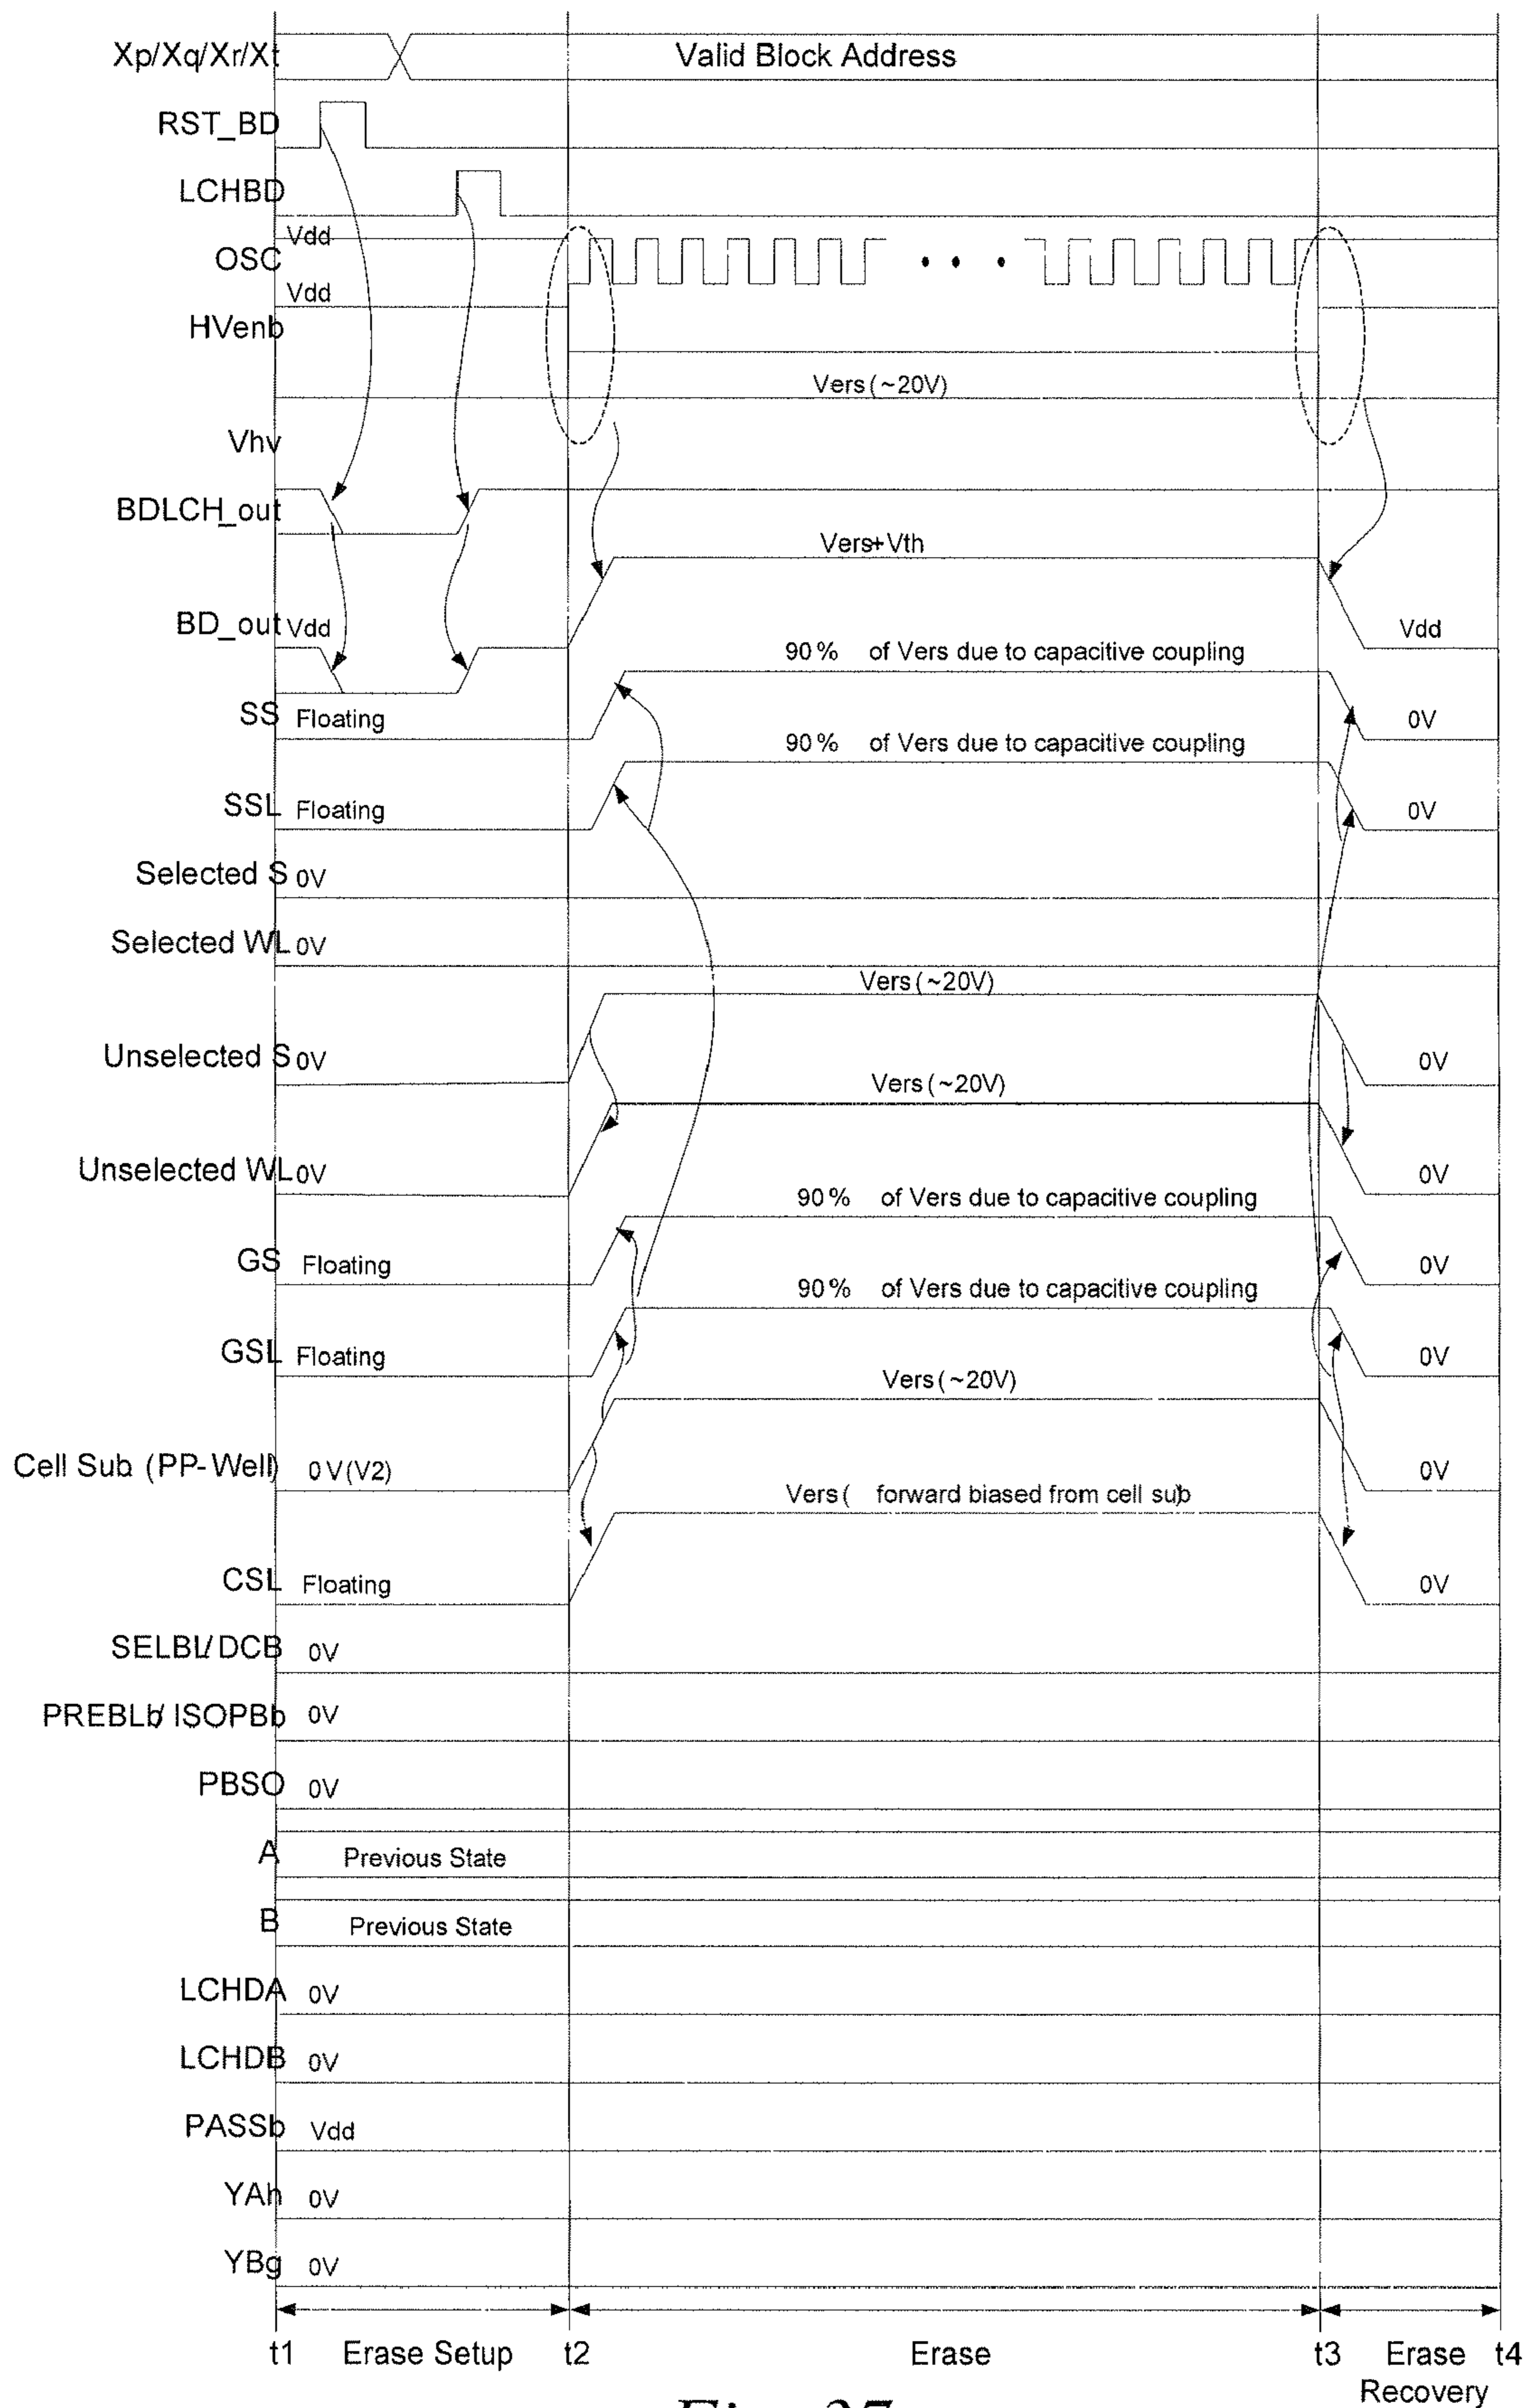 Xp/Xq/Xr/Xt Valid Block Address
RST_BD
LCHBD
Vdd
OSC
Vdd
HVenb
Vers(~20V)
Vhv
BDLCH_out
Vers+Vth
BD_out Vdd Vdd
90% of Vers due to capacitive coupling
SS Floating 0V
90% of Vers due to capacitive coupling
SSL Floating 0V
Selected S 0V
Selected WL 0V
Vers(~20V)
Unselected S 0V 0V
Vers(~20V)
Unselected WL 0V 0V
90% of Vers due to capacitive coupling
GS Floating 0V
90% of Vers due to capacitive coupling
GSL Floating 0V
Vers(~20V)
Cell Sub (PP-Well) 0V(V2) 0V
Vers( forward biased from cell sub)
CSL Floating 0V
SELBL/DCB 0V
PREBLb/ISOPBb 0V
PBSO 0V
A Previous State
B Previous State
LCHDA 0V
LCHDB 0V
PASSb Vdd
YAh 0V
YBg 0V
t1 Erase Setup t2 Erase t3 Erase t4
Recovery